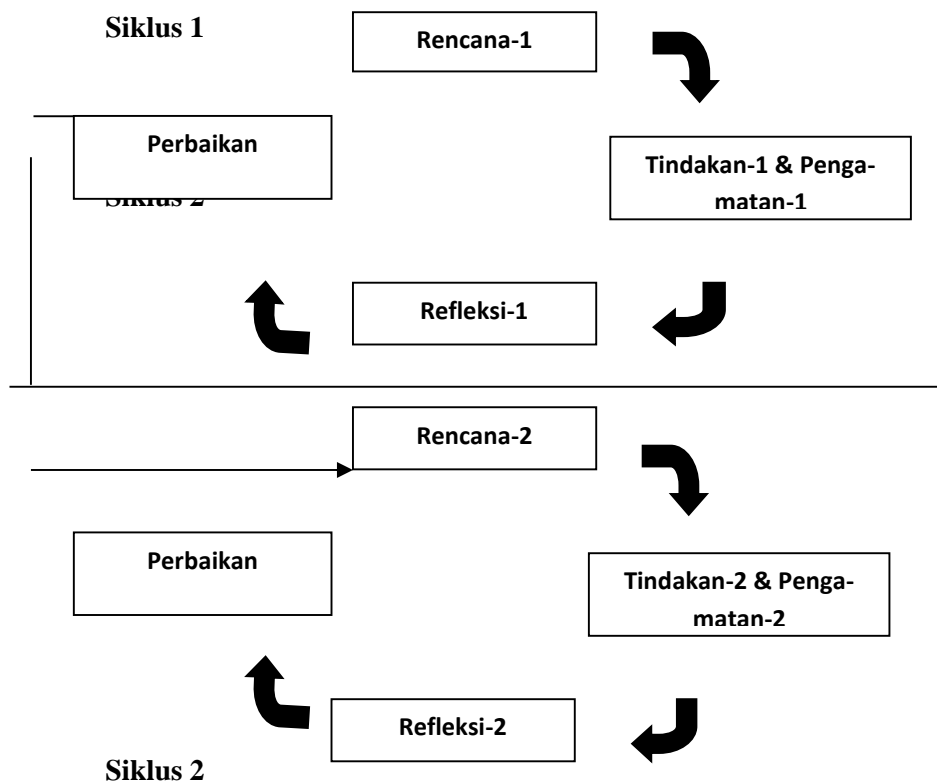 Siklus 1
Rencana-1
Perbaikan
Tindakan-1 & Penga-
matan-1
Siklus 2
Refleksi-1
Rencana-2
Perbaikan
Tindakan-2 & Penga-
matan-2
Refleksi-2
Siklus 2